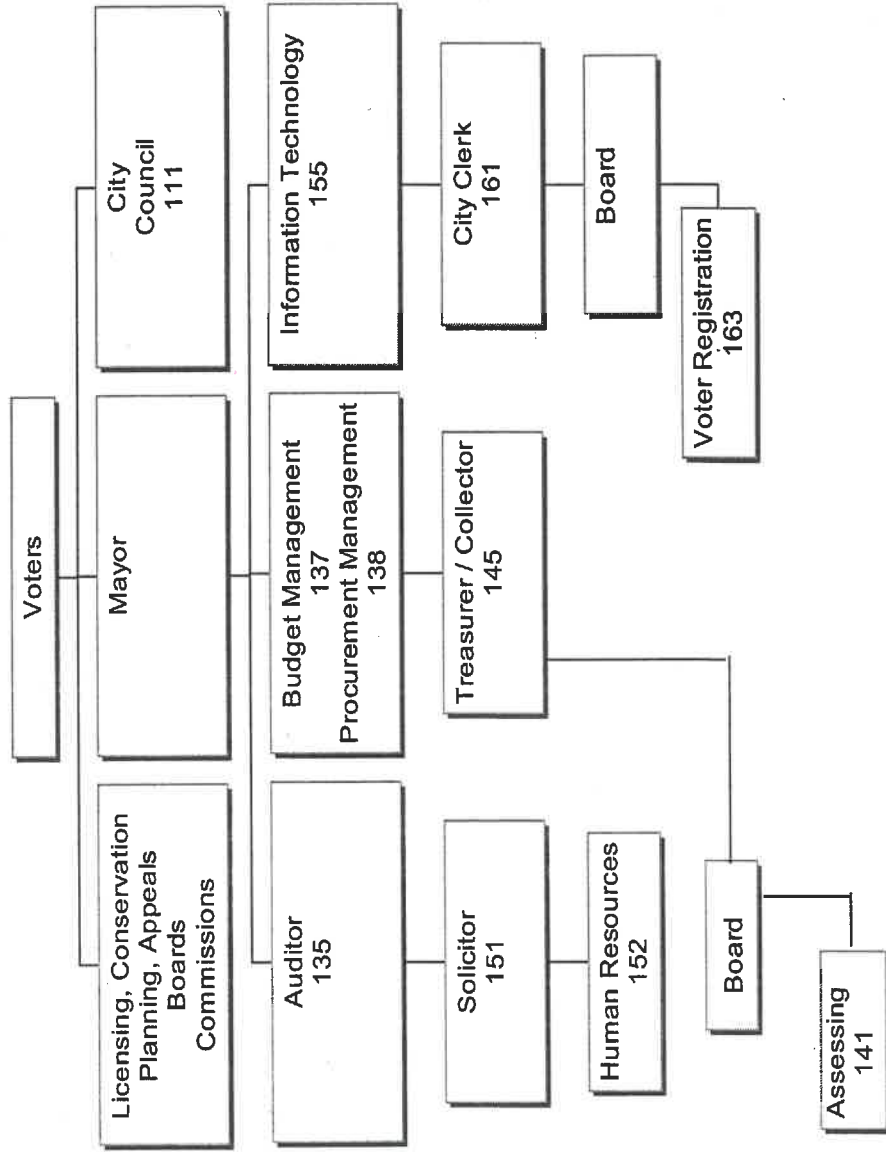 Voters
Licensing, Conservation
Planning, Appeals
Boards
Commissions
Mayor
City
Council
111
Auditor
135
Budget Management
137
Procurement Management
138
Information Technology
155
Solicitor
151
Treasurer / Collector
145
City Clerk
161
Human Resources
152
Board
Board
Voter Registration
163
Assessing
141